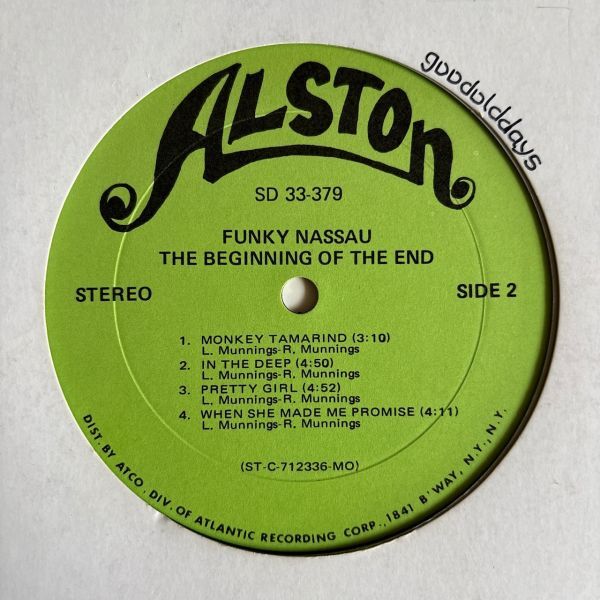 ALSTON
goodolddays
SD 33-379
FUNKY NASSAU
THE BEGINNING OF THE END
STEREO
SIDE 2
1. MONKEY TAMARIND (3:10)
L. Munnings-R. Munnings
2. IN THE DEEP (4:50)
L. Munnings-R. Munnings
3. PRETTY GIRL (4:52)
L. Munnings-R. Munnings
4. WHEN SHE MADE ME PROMISE (4:11)
L. Munnings-R. Munnings
(ST-C-712336-MO)
DIST. BY ATCO, DIV. OF ATLANTIC RECORDING CORP., 1841 B'WAY, N.Y., N.Y.